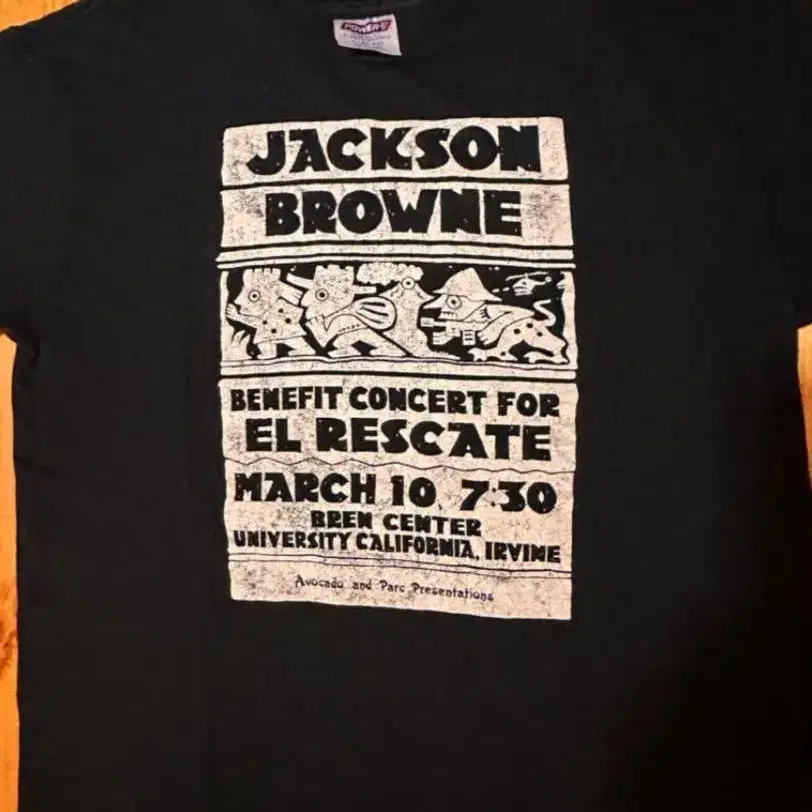 POWER-T
JACKSON
BROWNE
BENEFIT CONCERT FOR
EL RESCATE
MARCH 10, 7:30
BREN CENTER
UNIVERSITY CALIFORNIA, IRVINE
Avocado and Parc Presentations